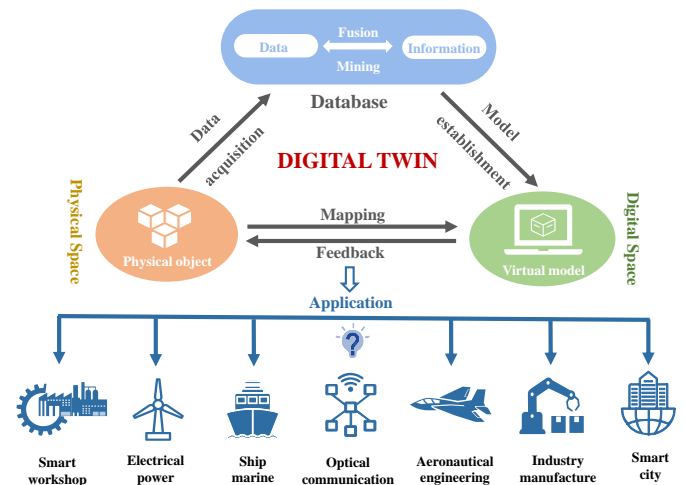 Fusion
Data
Information
Mining
Database
Data
acquisition
Model
establishment
DIGITAL TWIN
Physical Space
Digital Space
Mapping
Physical object
Feedback
Virtual model
Application
?
Smart
workshop
Electrical
power
Ship
marine
Optical
communication
Aeronautical
engineering
Industry
manufacture
Smart
city